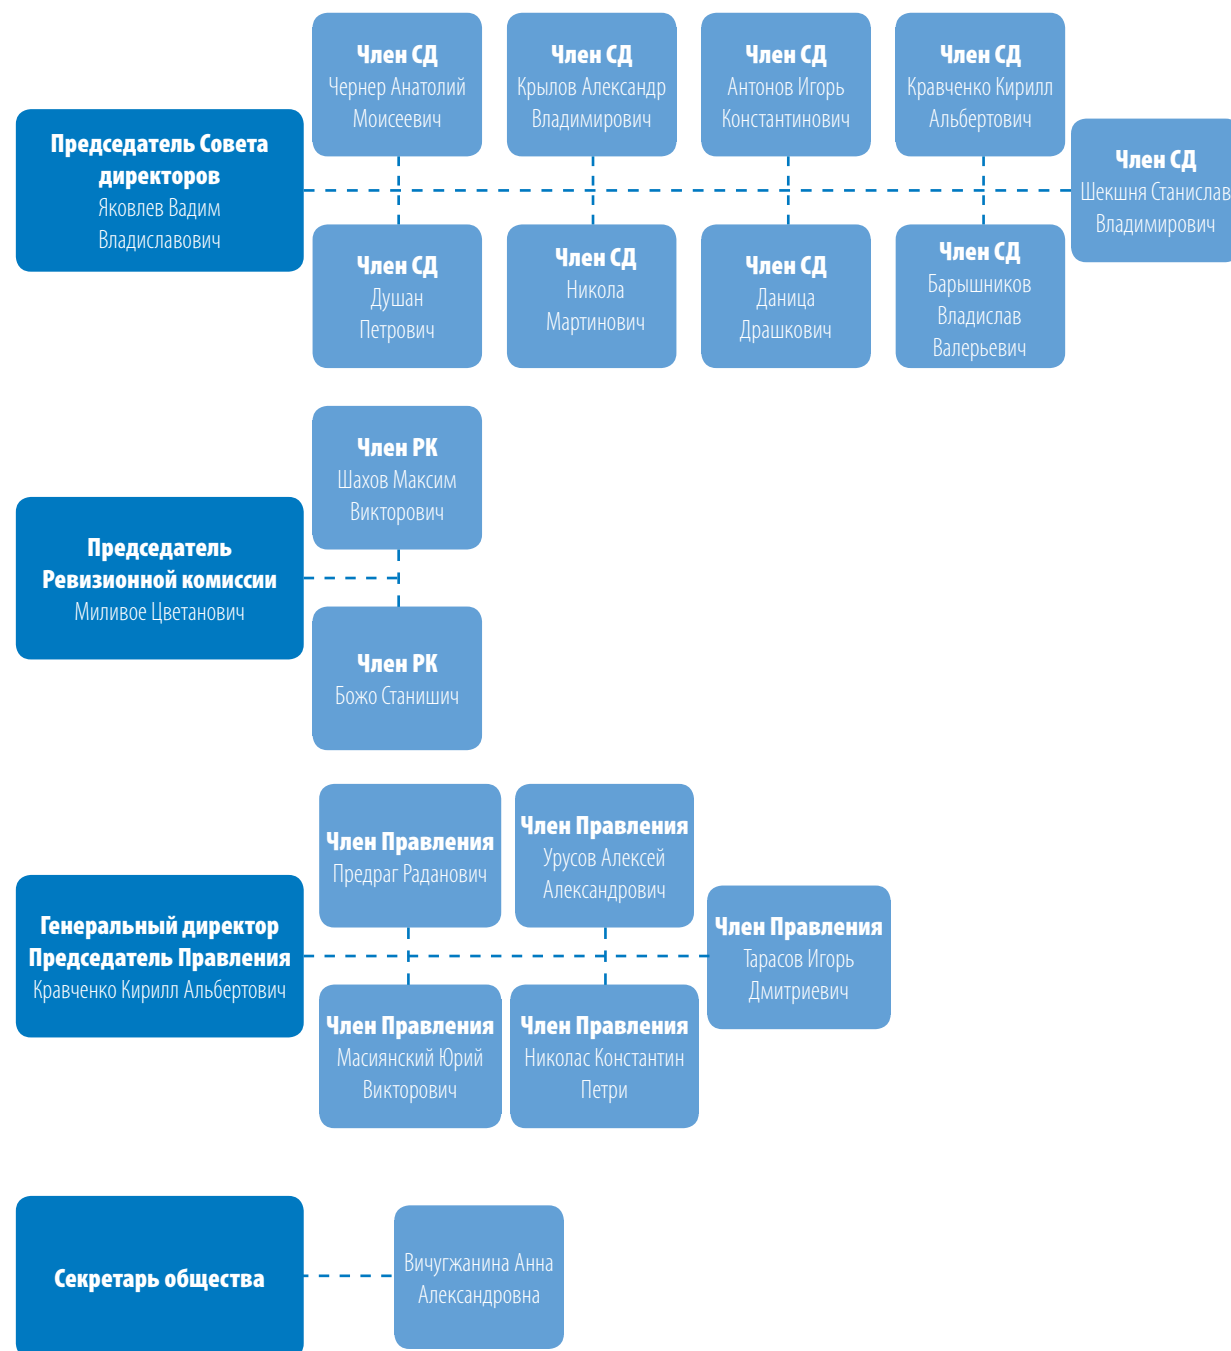 Председатель Совета
директоров
Яковлев Вадим
Владиславович
Член СД
Чернер Анатолий
Моисеевич
Член СД
Крылов Александр
Владимирович
Член СД
Антонов Игорь
Константинович
Член СД
Кравченко Кирилл
Альбертович
Член СД
Шекшня Станислав
Владимирович
Член СД
Душан
Петрович
Член СД
Никола
Мартинович
Член СД
Даница
Драшкович
Член СД
Барышников
Владислав
Валерьевич
Председатель
Ревизионной комиссии
Миливое Цветанович
Член РК
Шахов Максим
Викторович
Член РК
Божо Станишич
Генеральный директор
Председатель Правления
Кравченко Кирилл Альбертович
Член Правления
Предраг Раданович
Член Правления
Урусов Алексей
Александрович
Член Правления
Тарасов Игорь
Дмитриевич
Член Правления
Масиянский Юрий
Викторович
Член Правления
Николас Константин
Петри
Секретарь общества
Вичугжанина Анна
Александровна